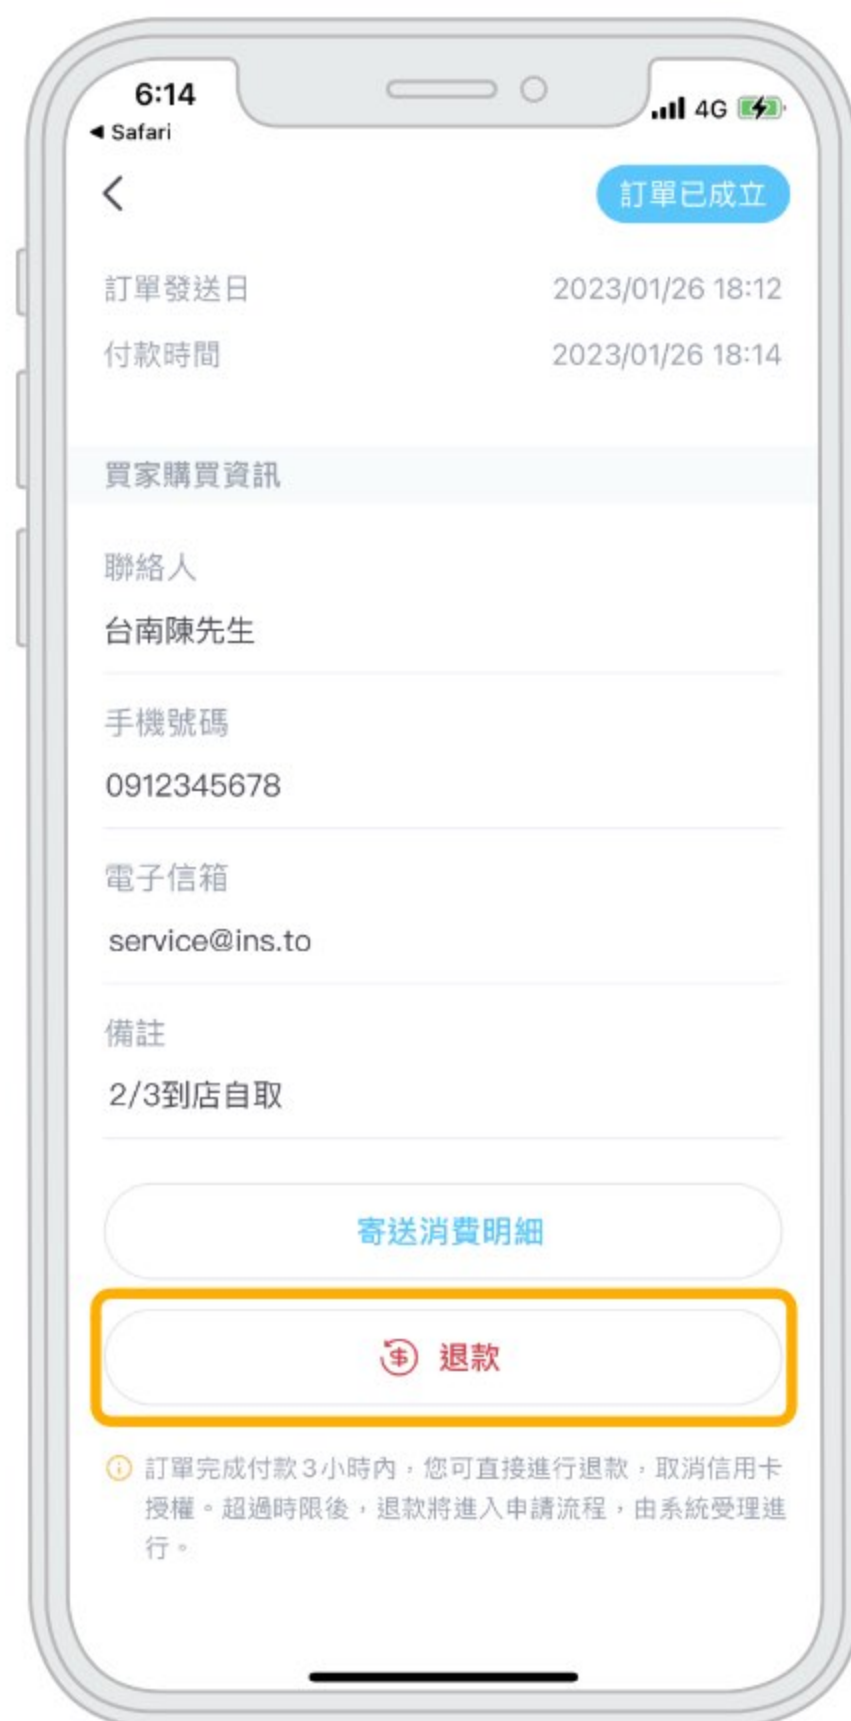 6:14
4G
◀ Safari
訂單已成立
訂單發送日 2023/01/26 18:12
付款時間 2023/01/26 18:14
買家購買資訊
聯絡人
台南陳先生
手機號碼
0912345678
電子信箱
service@ins.to
備註
2/3到店自取
寄送消費明細
退款
訂單完成付款3小時內，您可直接進行退款，取消信用卡
授權。超過時限後，退款將進入申請流程，由系統受理進
行。